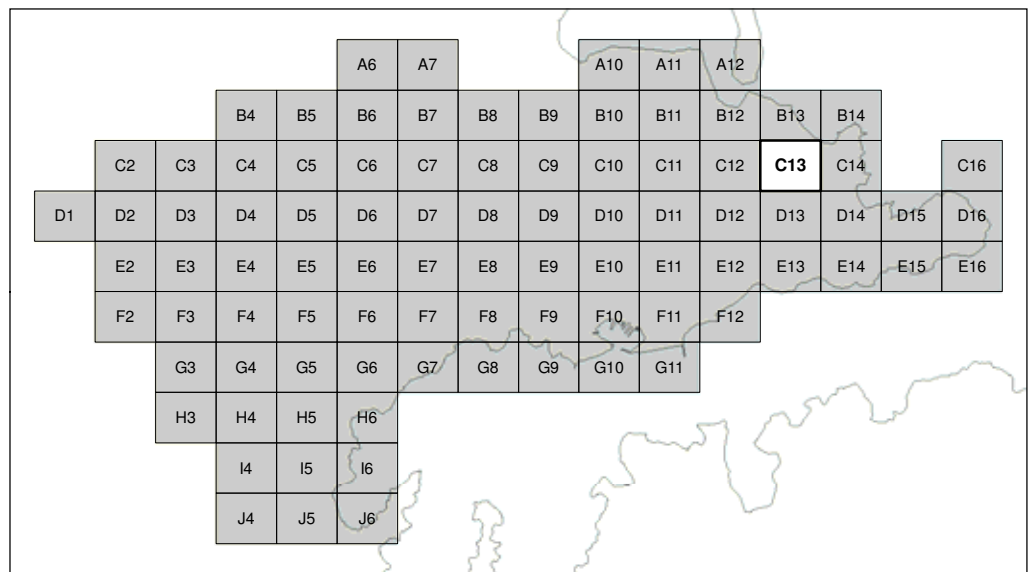 A6 A7 A10 A11 A12
B4 B5 B6 B7 B8 B9 B10 B11 B12 B13 B14
C2 C3 C4 C5 C6 C7 C8 C9 C10 C11 C12 C13 C14 C16
D1 D2 D3 D4 D5 D6 D7 D8 D9 D10 D11 D12 D13 D14 D15 D16
E2 E3 E4 E5 E6 E7 E8 E9 E10 E11 E12 E13 E14 E15 E16
F2 F3 F4 F5 F6 F7 F8 F9 F10 F11 F12
G3 G4 G5 G6 G7 G8 G9 G10 G11
H3 H4 H5 H6
I4 I5 I6
J4 J5 J6